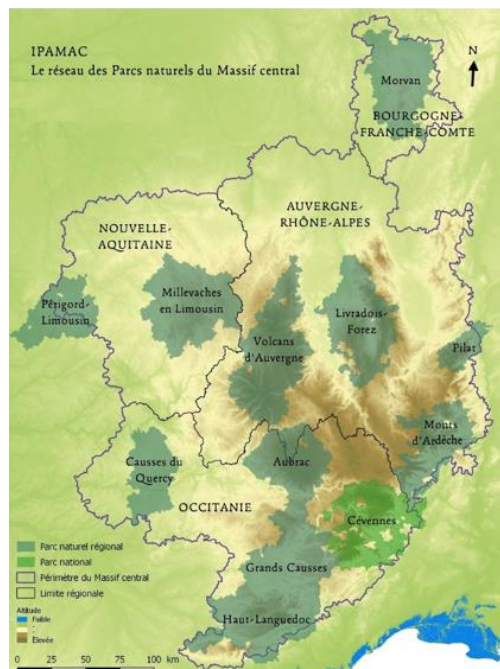 IPAMAC
Le réseau des Parcs naturels du Massif central
N
Morvan
BOURGOGNE-
FRANCHE-COMTE
AUVERGNE-
RHÔNE-ALPES
NOUVELLE-
AQUITAINE
Périgord-
Limousin
Millevaches
en Limousin
Livradois-
Forez
Volcans
d'Auvergne
Pilat
Monts
d'Ardèche
Aubrac
Causses du
Quercy
OCCITANIE
Cévennes
Grands Causses
Haut-Languedoc
Parc naturel régional
Parc national
Périmètre du Massif central
Limite régionale
Altitude
Faible
Elevée
0 25 50 75 100 km